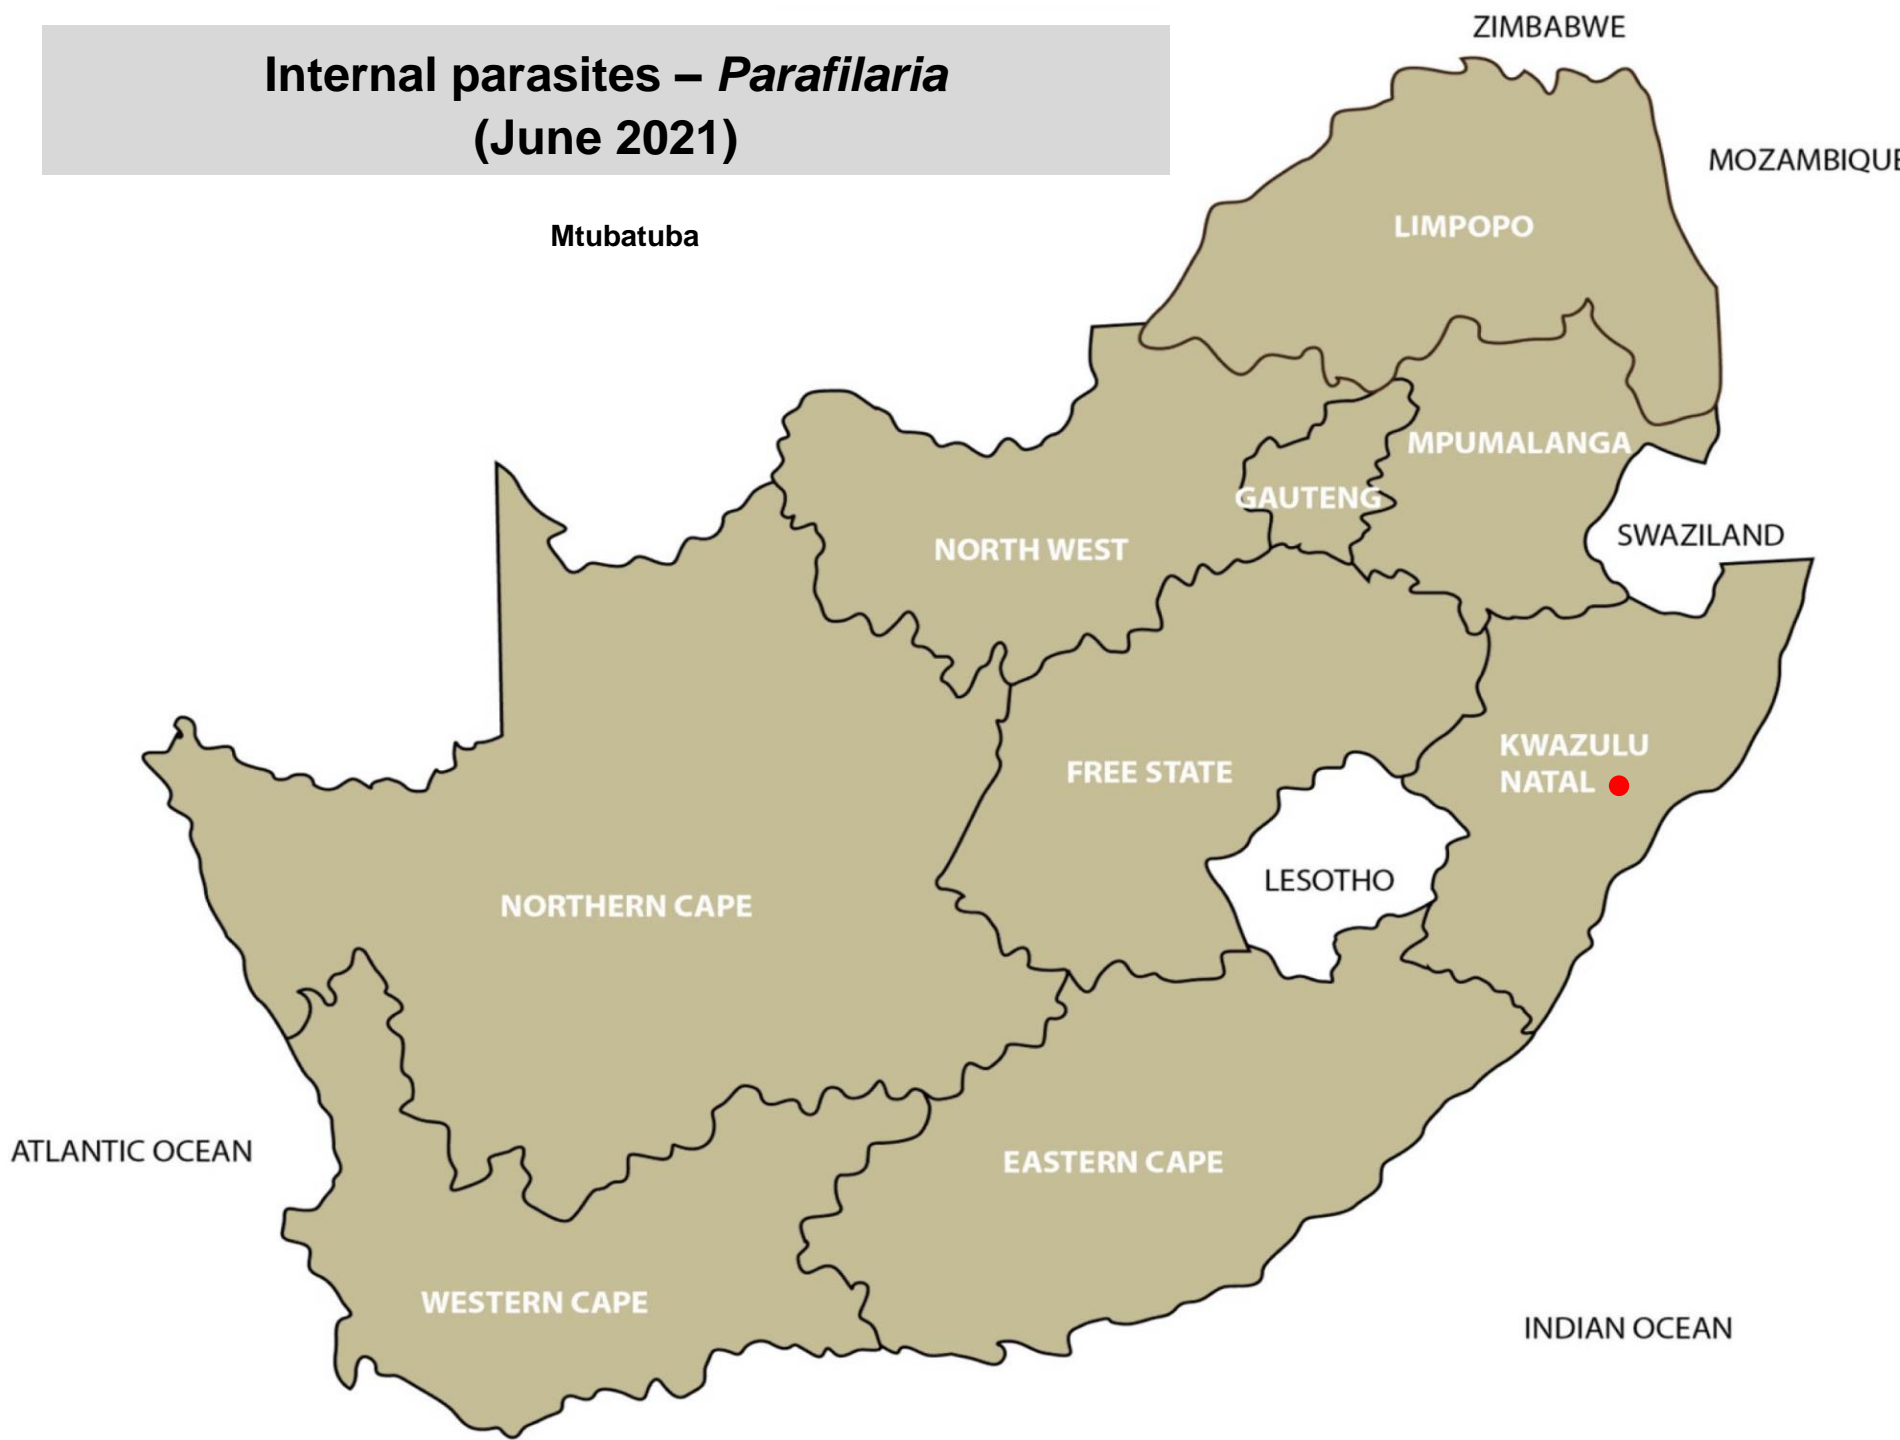 Internal parasites – Parafilaria
(June 2021)
Mtubatuba
ZIMBABWE
MOZAMBIQUE
LIMPOPO
MPUMALANGA
GAUTENG
NORTH WEST
SWAZILAND
KWAZULU
NATAL
FREE STATE
LESOTHO
NORTHERN CAPE
ATLANTIC OCEAN
EASTERN CAPE
WESTERN CAPE
INDIAN OCEAN